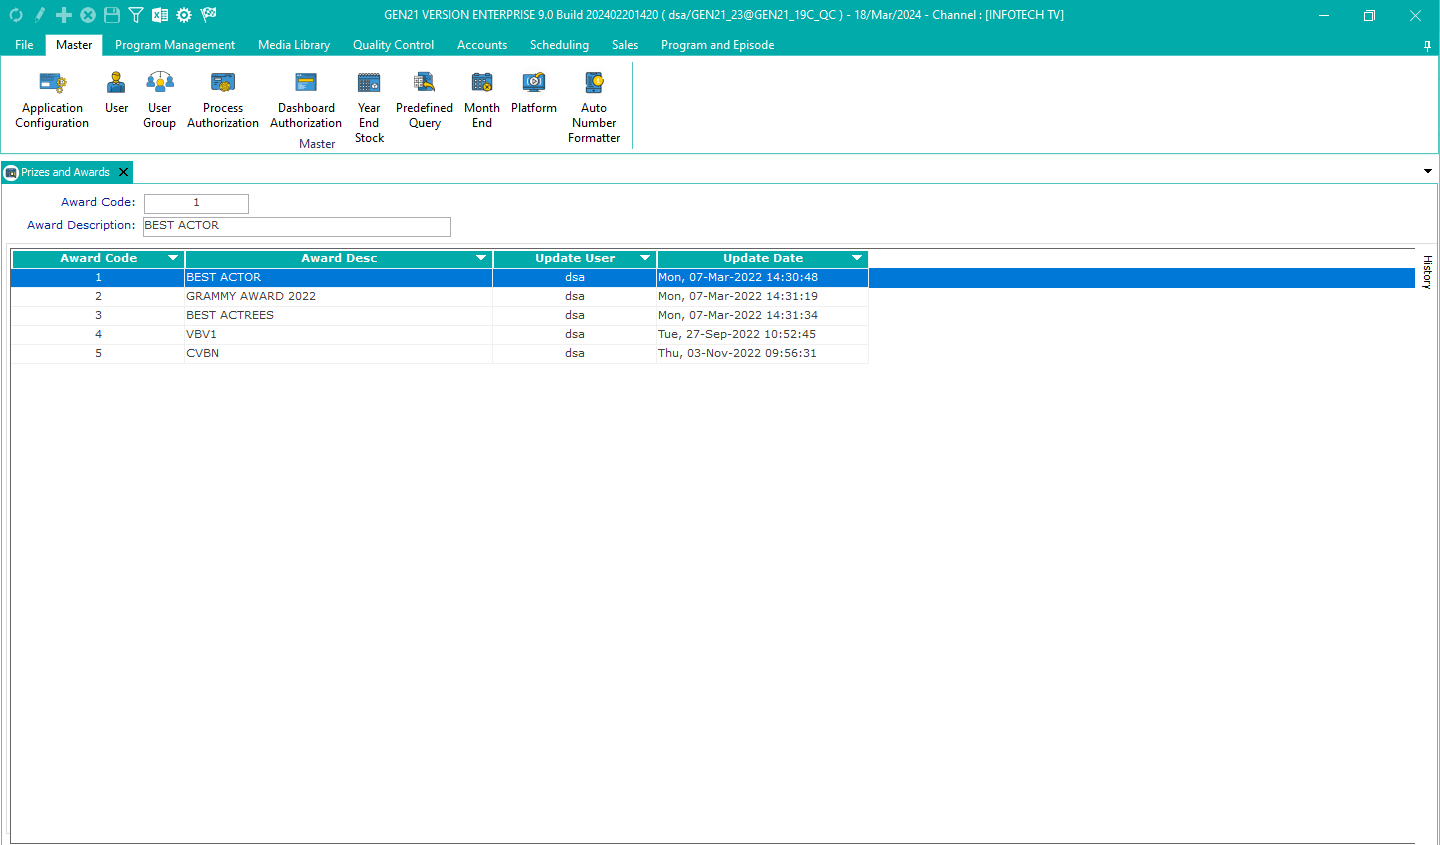 GEN21 VERSION ENTERPRISE 9.0 Build 202402201420 ( dsa/GEN21_23@GEN21_19C_QC ) - 18/Mar/2024 - Channel : [INFOTECH TV]
File Master Program Management Media Library Quality Control Accounts Scheduling Sales Program and Episode
Application Configuration
User
User Group
Process Authorization
Dashboard Authorization
Year End Stock
Predefined Query
Month End
Platform
Auto Number Formatter
Master
Prizes and Awards
Award Code: 1
Award Description: BEST ACTOR
Award Code Award Desc Update User Update Date
1 BEST ACTOR dsa Mon, 07-Mar-2022 14:30:48
2 GRAMMY AWARD 2022 dsa Mon, 07-Mar-2022 14:31:19
3 BEST ACTREES dsa Mon, 07-Mar-2022 14:31:34
4 VBV1 dsa Tue, 27-Sep-2022 10:52:45
5 CVBN dsa Thu, 03-Nov-2022 09:56:31
History